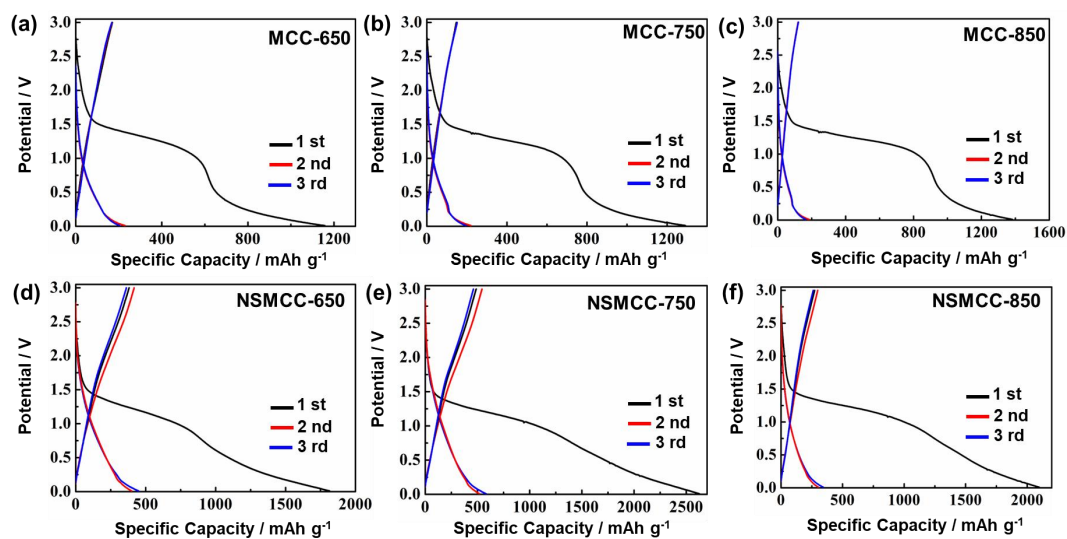 (a)
MCC-650
3.0
2.5
2.0
1.5
1.0
0.5
0.0
Potential / V
1 st
2 nd
3 rd
0
400
800
1200
Specific Capacity / mAh g-1
(b)
MCC-750
3.0
2.5
2.0
1.5
1.0
0.5
0.0
Potential / V
1 st
2 nd
3 rd
0
400
800
1200
Specific Capacity / mAh g-1
(c)
MCC-850
3.0
2.5
2.0
1.5
1.0
0.5
0.0
Potential / V
1 st
2 nd
3 rd
0
400
800
1200
1600
Specific Capacity / mAh g-1
(d)
NSMCC-650
3.0
2.5
2.0
1.5
1.0
0.5
0.0
Potential / V
1 st
2 nd
3 rd
0
500
1000
1500
2000
Specific Capacity / mAh g-1
(e)
NSMCC-750
3.0
2.5
2.0
1.5
1.0
0.5
0.0
Potential / V
1 st
2 nd
3 rd
0
500
1000
1500
2000
2500
Specific Capacity / mAh g-1
(f)
NSMCC-850
3.0
2.5
2.0
1.5
1.0
0.5
0.0
Potential / V
1 st
2 nd
3 rd
0
500
1000
1500
2000
Specific Capacity / mAh g-1